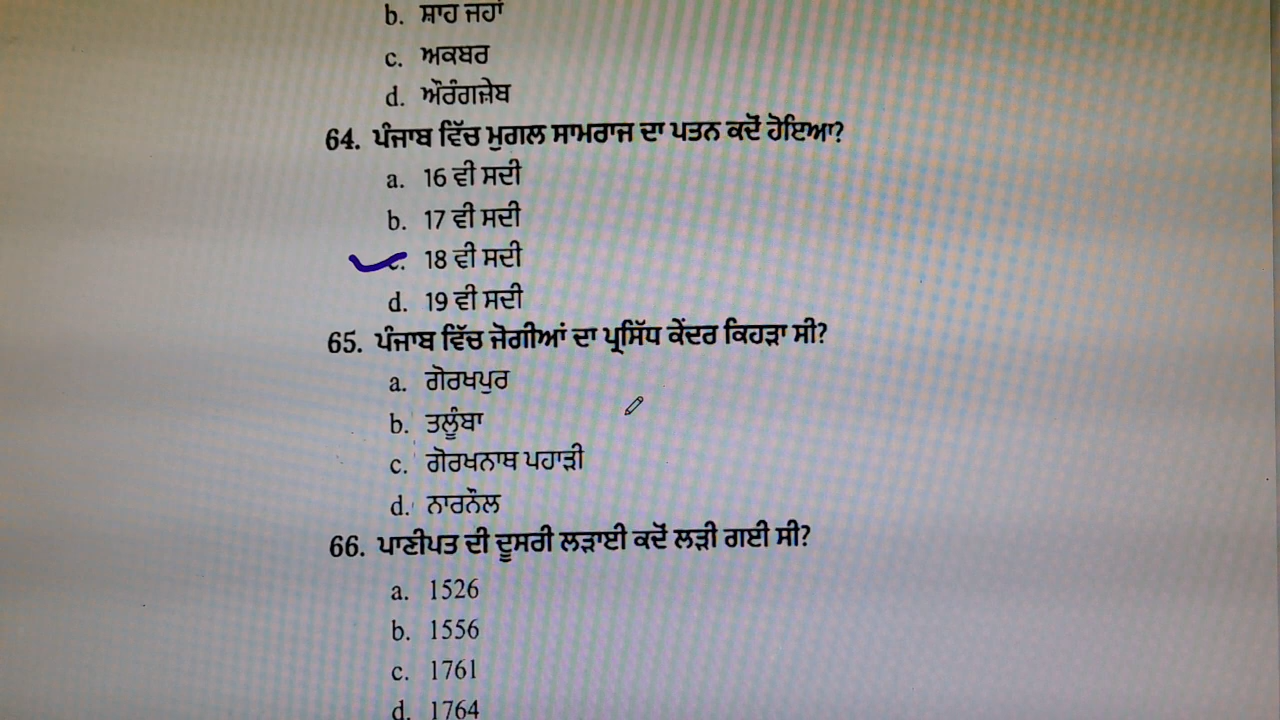 b. ਸ਼ਾਹ ਜਹਾਂ
c. ਅਕਬਰ
d. ਔਰੰਗਜ਼ੇਬ
64. ਪੰਜਾਬ ਵਿੱਚ ਮੁਗਲ ਸਾਮਰਾਜ ਦਾ ਪਤਨ ਕਦੋਂ ਹੋਇਆ?
a. 16 ਵੀ ਸਦੀ
b. 17 ਵੀ ਸਦੀ
c. 18 ਵੀ ਸਦੀ
d. 19 ਵੀ ਸਦੀ
65. ਪੰਜਾਬ ਵਿੱਚ ਜੋਗੀਆਂ ਦਾ ਪ੍ਰਸਿੱਧ ਕੇਂਦਰ ਕਿਹੜਾ ਸੀ?
a. ਗੋਰਖਪੁਰ
b. ਤਲੂੰਬਾ
c. ਗੋਰਖਨਾਥ ਪਹਾੜੀ
d. ਨਾਰਨੌਲ
66. ਪਾਣੀਪਤ ਦੀ ਦੂਸਰੀ ਲੜਾਈ ਕਦੋਂ ਲੜੀ ਗਈ ਸੀ?
a. 1526
b. 1556
c. 1761
d. 1764